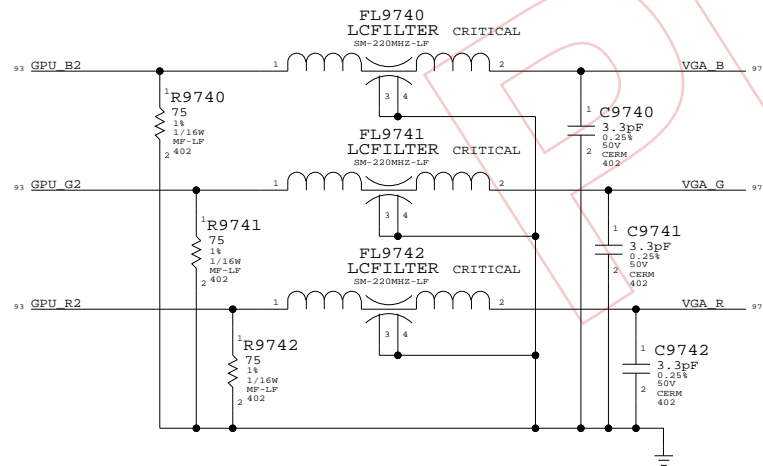 FL9740
LCFILTER CRITICAL
SM-220MHZ-LF
93 GPU_B2 1 2 VGA_B 97
3 4
1 R9740
75
1%
1/16W
MF-LF
402
2
1 C9740
3.3pF
0.25%
50V
CERM
402
2
FL9741
LCFILTER CRITICAL
SM-220MHZ-LF
93 GPU_G2 1 2 VGA_G 97
3 4
1 R9741
75
1%
1/16W
MF-LF
402
2
1 C9741
3.3pF
0.25%
50V
CERM
402
2
FL9742
LCFILTER CRITICAL
SM-220MHZ-LF
93 GPU_R2 1 2 VGA_R 97
3 4
1 R9742
75
1%
1/16W
MF-LF
402
2
1 C9742
3.3pF
0.25%
50V
CERM
402
2